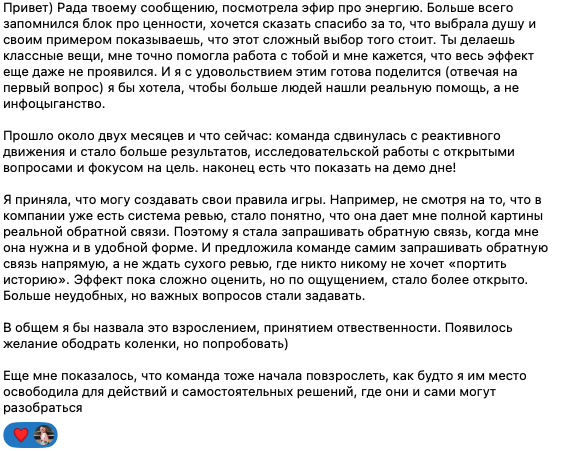 Привет) Рада твоему сообщению, посмотрела эфир про энергию. Больше всего
запомнился блок про ценности, хочется сказать спасибо за то, что выбрала душу и
своим примером показываешь, что этот сложный выбор того стоит. Ты делаешь
классные вещи, мне точно помогла работа с тобой и мне кажется, что весь эффект
еще даже не проявился. И я с удовольствием этим готова поделится (отвечая на
первый вопрос) я бы хотела, чтобы больше людей нашли реальную помощь, а не
инфоцыганство.
Прошло около двух месяцев и что сейчас: команда сдвинулась с реактивного
движения и стало больше результатов, исследовательской работы с открытыми
вопросами и фокусом на цель. наконец есть что показать на демо дне!
Я приняла, что могу создавать свои правила игры. Например, не смотря на то, что в
компании уже есть система ревью, стало понятно, что она дает мне полной картины
реальной обратной связи. Поэтому я стала запрашивать обратную связь, когда мне
она нужна и в удобной форме. И предложила команде самим запрашивать обратную
связь напрямую, а не ждать сухого ревью, где никто никому не хочет «портить
историю». Эффект пока сложно оценить, но по ощущением, стало более открыто.
Больше неудобных, но важных вопросов стали задавать.
В общем я бы назвала это взрослением, принятием отвественности. Появилось
желание ободрать коленки, но попробовать)
Еще мне показалось, что команда тоже начала повзрослеть, как будто я им место
освободила для действий и самостоятельных решений, где они и сами могут
разобраться